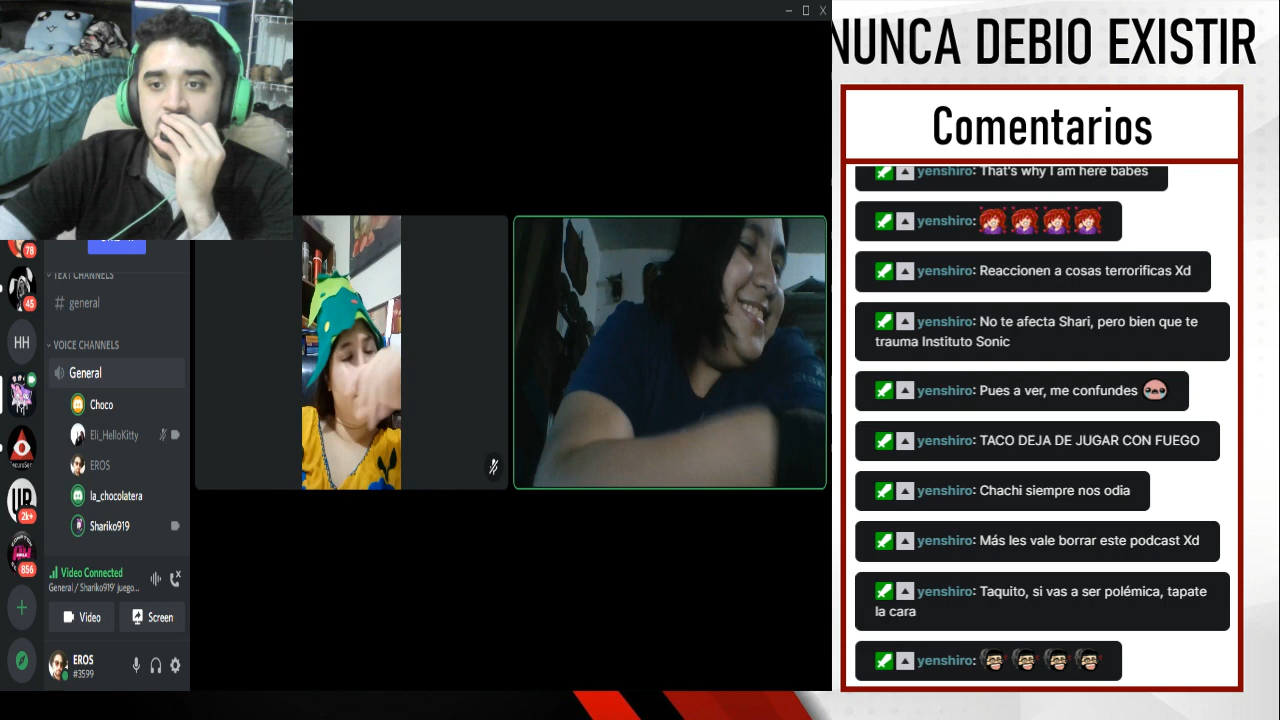 NUNCA DEBIO EXISTIR
Comentarios
yenshiro: That's why I am here babes
yenshiro:
yenshiro: Reaccionen a cosas terrorificas Xd
yenshiro: No te afecta Shari, pero bien que te
trauma Instituto Sonic
yenshiro: Pues a ver, me confundes
yenshiro: TACO DEJA DE JUGAR CON FUEGO
yenshiro: Chachi siempre nos odia
yenshiro: Más les vale borrar este podcast Xd
yenshiro: Taquito, si vas a ser polémica, tapate
la cara
yenshiro:
78
45
HH
2k+
856
TEXT CHANNELS
# general
VOICE CHANNELS
General
Choco
Eli_HelloKitty
EROS
la_chocolatera
Shariko919
Video Connected
General / Shariko919' juego...
Video
Screen
EROS
#3599